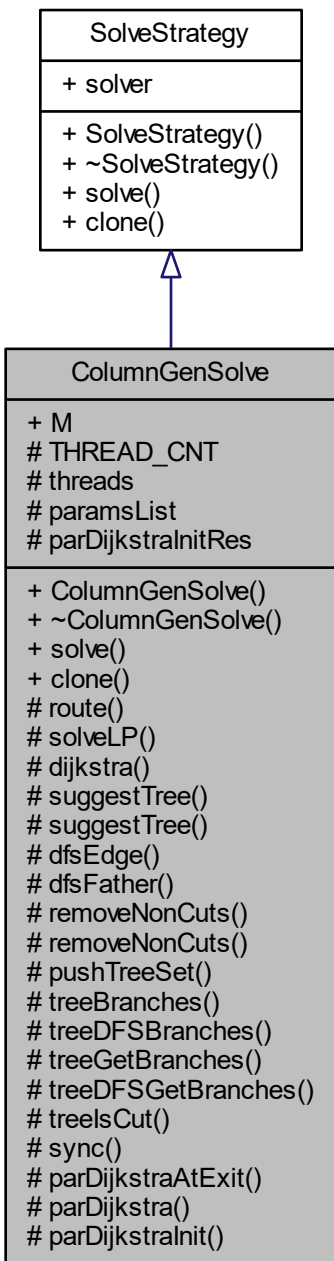 SolveStrategy
+ solver
+ SolveStrategy()
+ ~SolveStrategy()
+ solve()
+ clone()
ColumnGenSolve
+ M
# THREAD_CNT
# threads
# paramsList
# parDijkstraInitRes
+ ColumnGenSolve()
+ ~ColumnGenSolve()
+ solve()
+ clone()
# route()
# solveLP()
# dijkstra()
# suggestTree()
# suggestTree()
# dfsEdge()
# dfsFather()
# removeNonCuts()
# removeNonCuts()
# pushTreeSet()
# treeBranches()
# treeDFSBranches()
# treeGetBranches()
# treeDFSGetBranches()
# treeIsCut()
# sync()
# parDijkstraAtExit()
# parDijkstra()
# parDijkstraInit()